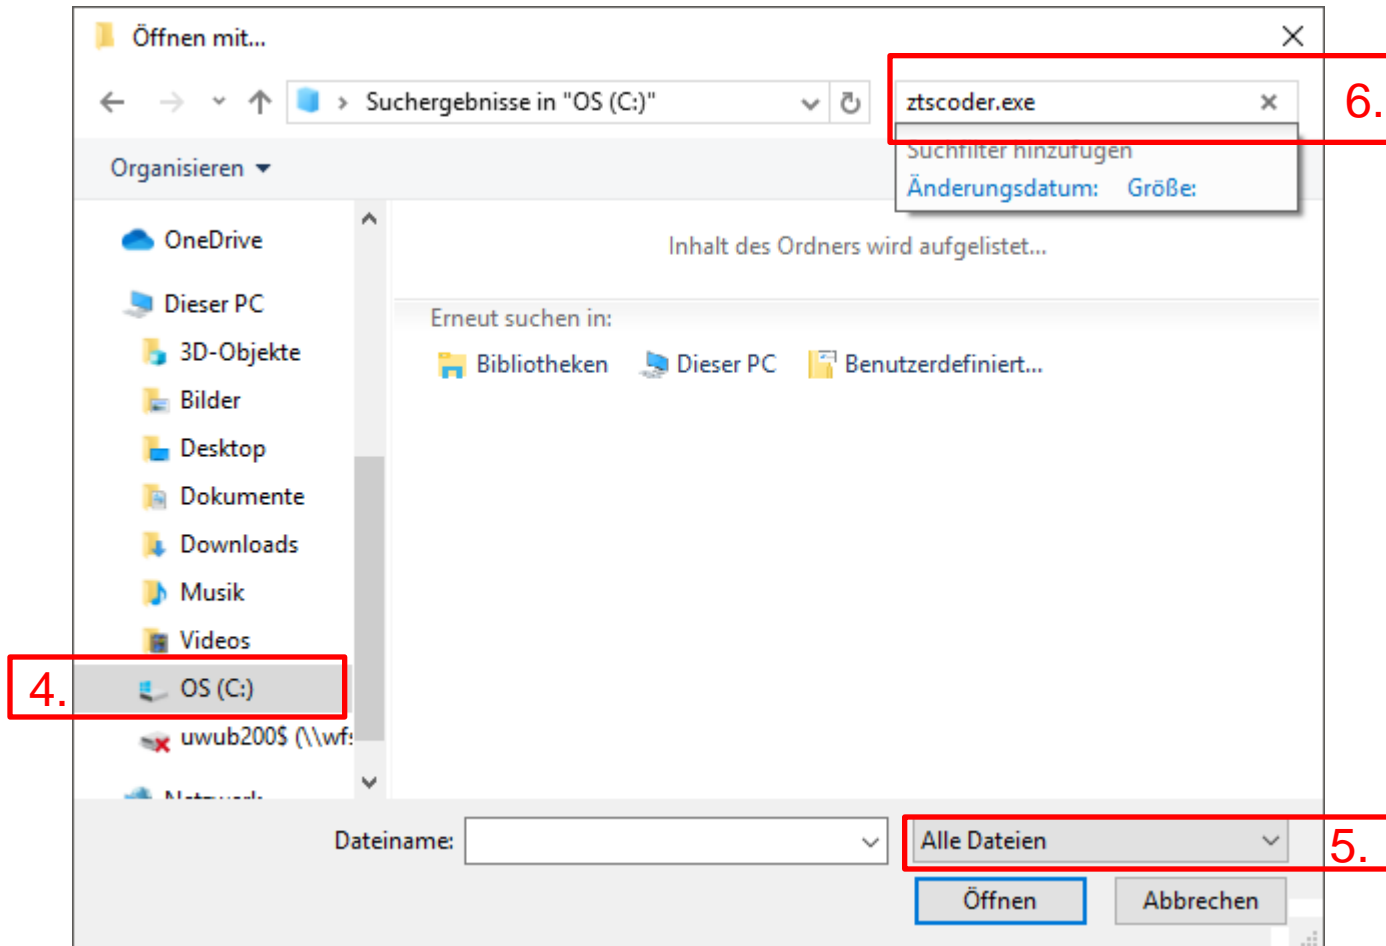 Öffnen mit...
Suchergebnisse in "OS (C:)"
ztscoder.exe
6.
Organisieren
Suchfilter hinzufügen
Änderungsdatum: Größe:
OneDrive
Inhalt des Ordners wird aufgelistet...
Dieser PC
Erneut suchen in:
3D-Objekte
Bibliotheken Dieser PC Benutzerdefiniert...
Bilder
Desktop
Dokumente
Downloads
Musik
Videos
4. OS (C:)
uwub200$ (\\wfs
Netzwerk
Dateiname:
Alle Dateien
5.
Öffnen Abbrechen